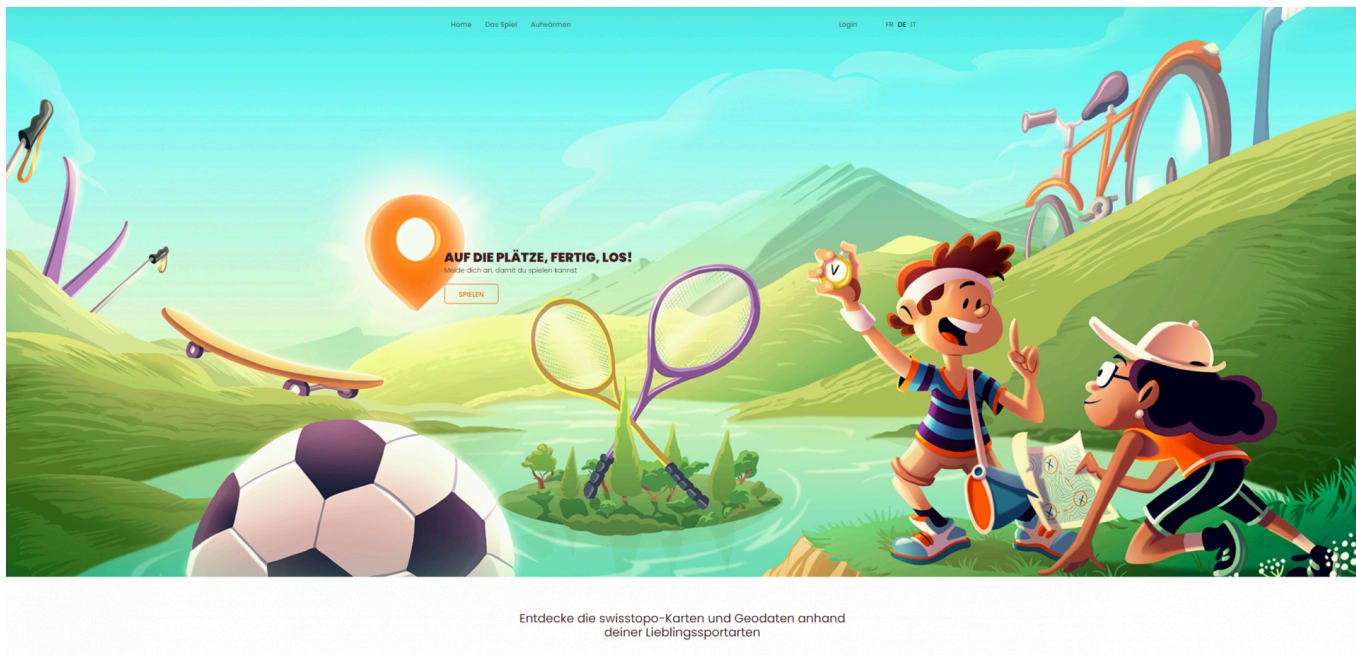 Home Das Spiel Aufwärmen Login FR DE IT
AUF DIE PLÄTZE, FERTIG, LOS!
Melde dich an, damit du spielen kannst
SPIELEN
Entdecke die swisstopo-Karten und Geodaten anhand
deiner Lieblingssportarten